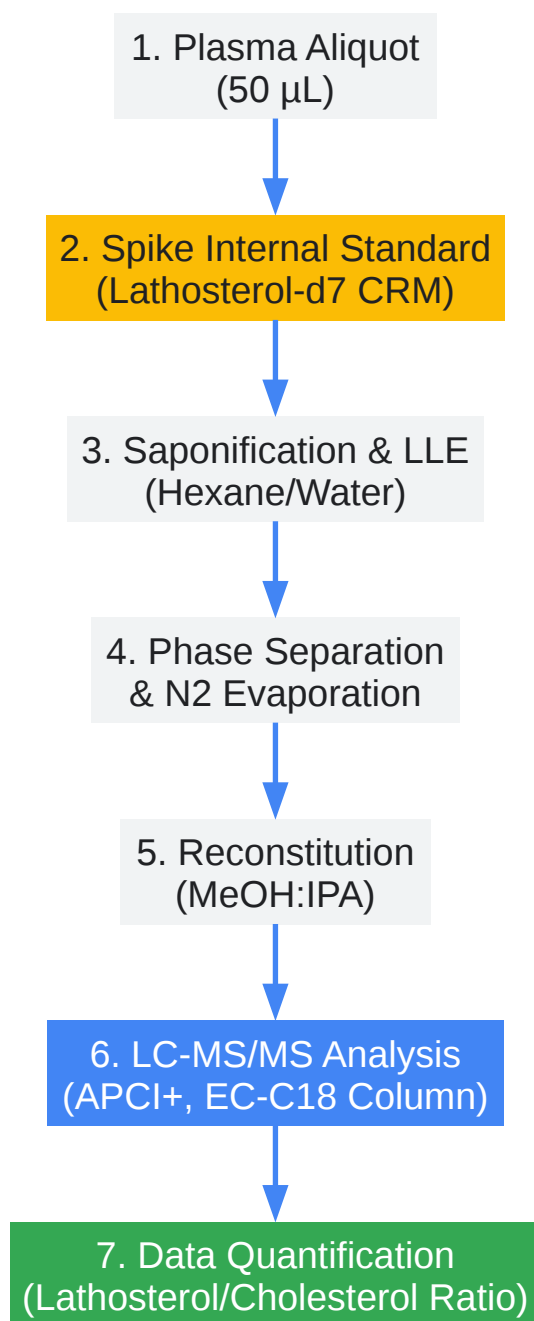 1. Plasma Aliquot
(50 µL)
2. Spike Internal Standard
(Lathosterol-d7 CRM)
3. Saponification & LLE
(Hexane/Water)
4. Phase Separation
& N2 Evaporation
5. Reconstitution
(MeOH:IPA)
6. LC-MS/MS Analysis
(APCI+, EC-C18 Column)
7. Data Quantification
(Lathosterol/Cholesterol Ratio)